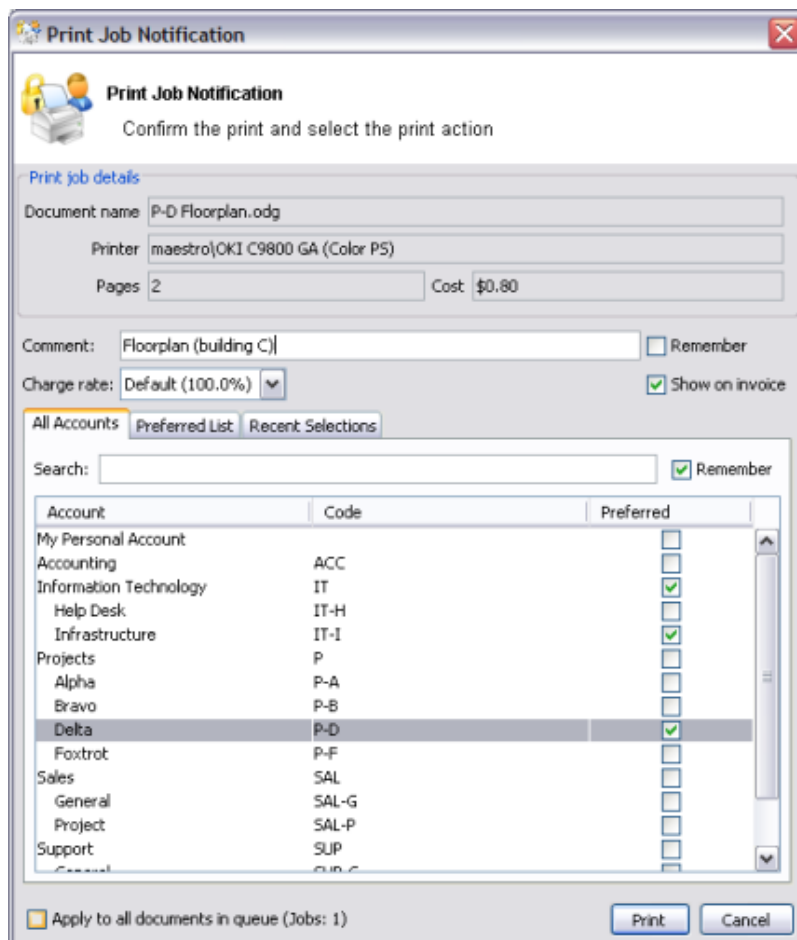 Print Job Notification
Print Job Notification
Confirm the print and select the print action
Print job details
Document name P-D Floorplan.odg
Printer maestro\OKI C9800 GA (Color PS)
Pages 2 Cost $0.80
Comment: Floorplan (building C) Remember
Charge rate: Default (100.0%) Show on invoice
All Accounts Preferred List Recent Selections
Search: Remember
Account Code Preferred
My Personal Account
Accounting ACC
Information Technology IT
Help Desk IT-H
Infrastructure IT-I
Projects P
Alpha P-A
Bravo P-B
Delta P-D
Foxtrot P-F
Sales SAL
General SAL-G
Project SAL-P
Support SUP
Apply to all documents in queue (Jobs: 1) Print Cancel